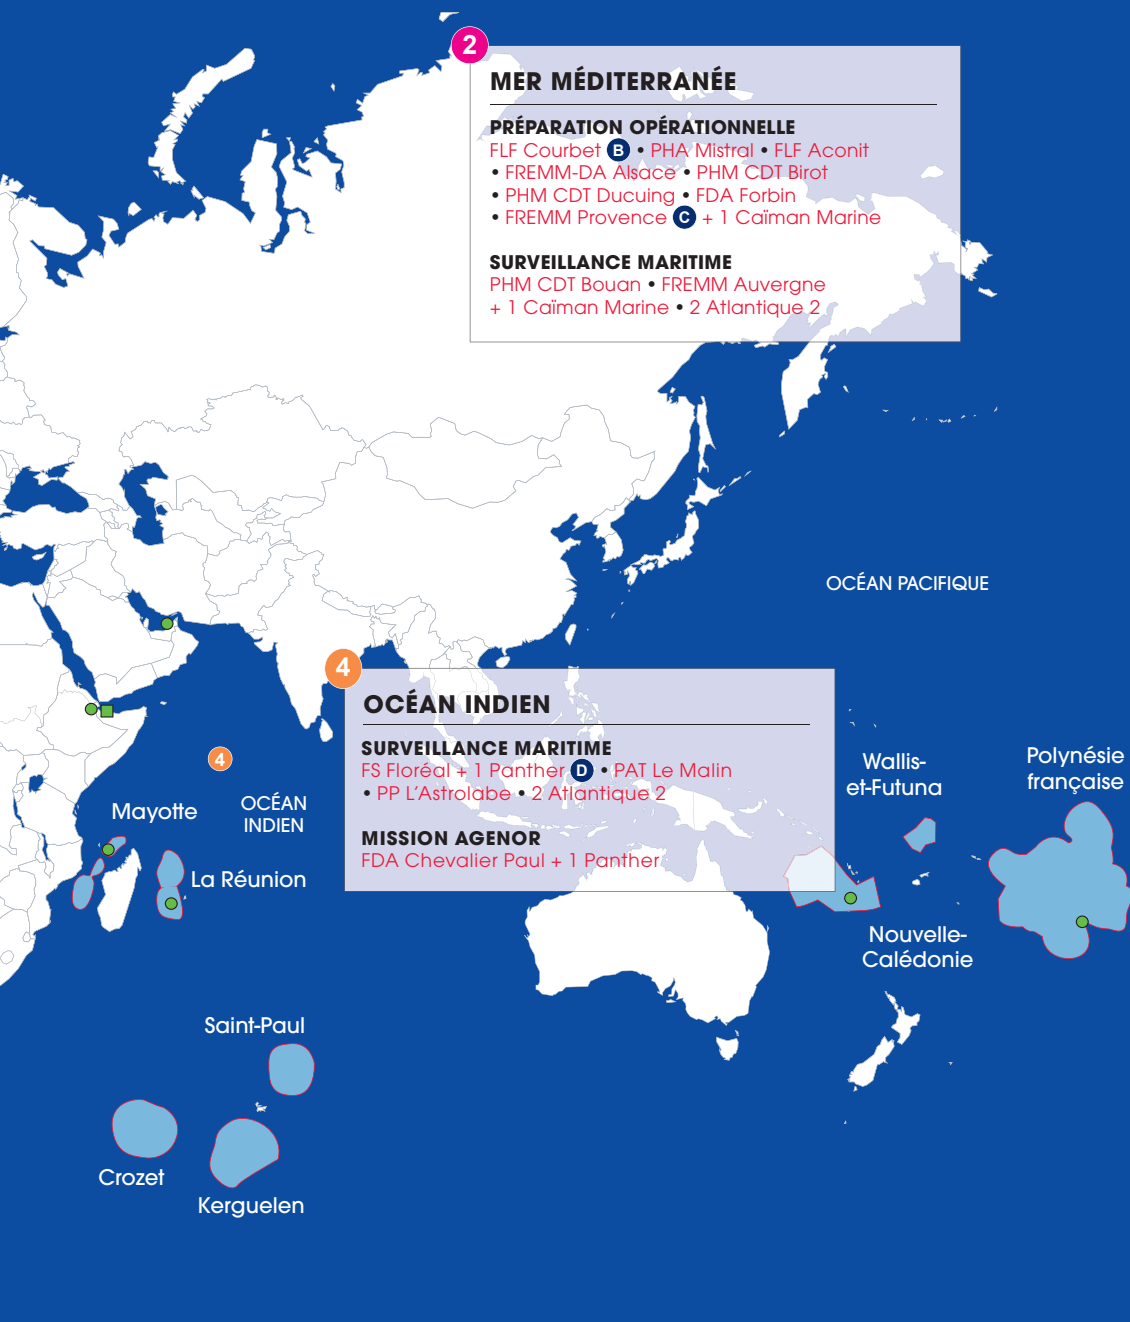 2
MER MÉDITERRANÉE
PRÉPARATION OPÉRATIONNELLE
FLF Courbet B • PHA Mistral • FLF Aconit
• FREMM-DA Alsace • PHM CDT Birot
• PHM CDT Ducuing • FDA Forbin
• FREMM Provence C + 1 Caïman Marine
SURVEILLANCE MARITIME
PHM CDT Bouan • FREMM Auvergne
+ 1 Caïman Marine • 2 Atlantique 2
OCÉAN PACIFIQUE
4
OCÉAN INDIEN
SURVEILLANCE MARITIME
FS Floréal + 1 Panther D • PAT Le Malin
• PP L’Astrolabe • 2 Atlantique 2
MISSION AGENOR
FDA Chevalier Paul + 1 Panther
4
OCÉAN
INDIEN
Mayotte
La Réunion
Wallis-
et-Futuna
Polynésie
française
Nouvelle-
Calédonie
Saint-Paul
Crozet
Kerguelen